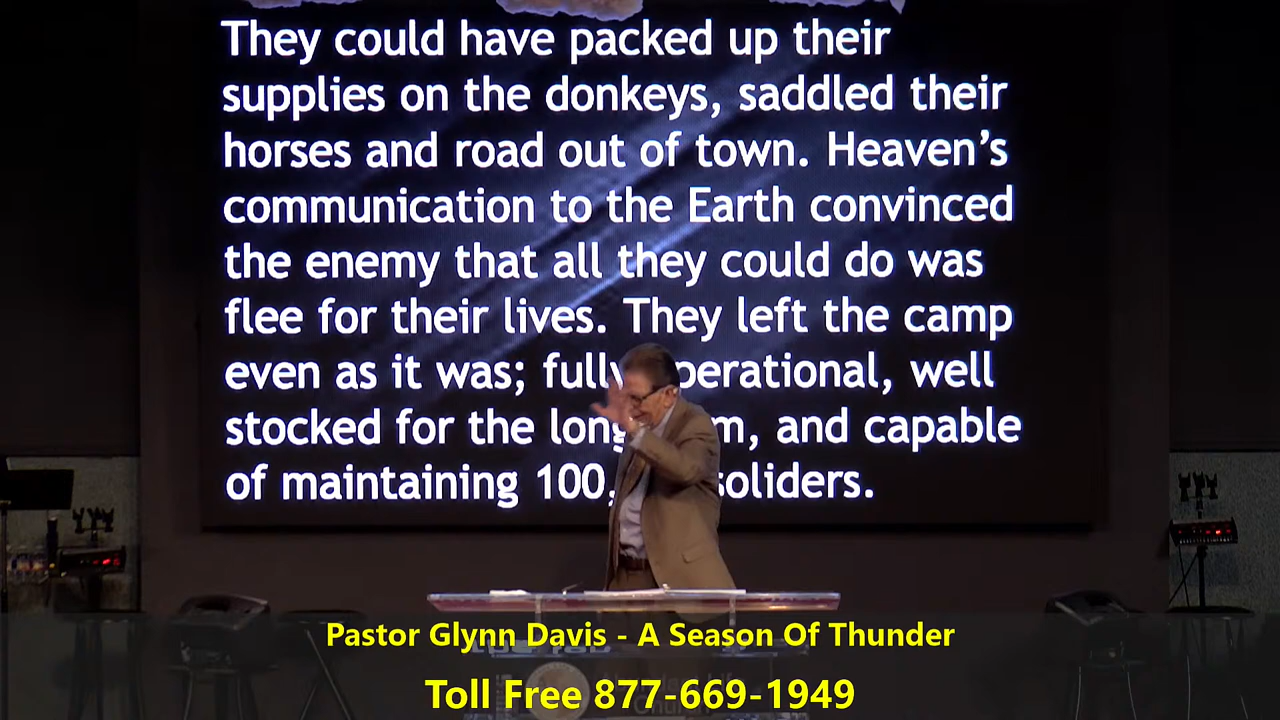 They could have packed up their
supplies on the donkeys, saddled their
horses and road out of town. Heaven's
communication to the Earth convinced
the enemy that all they could do was
flee for their lives. They left the camp
even as it was; fully perational, well
stocked for the long m, and capable
of maintaining 100, soliders.
Pastor Glynn Davis - A Season Of Thunder
Toll Free 877-669-1949